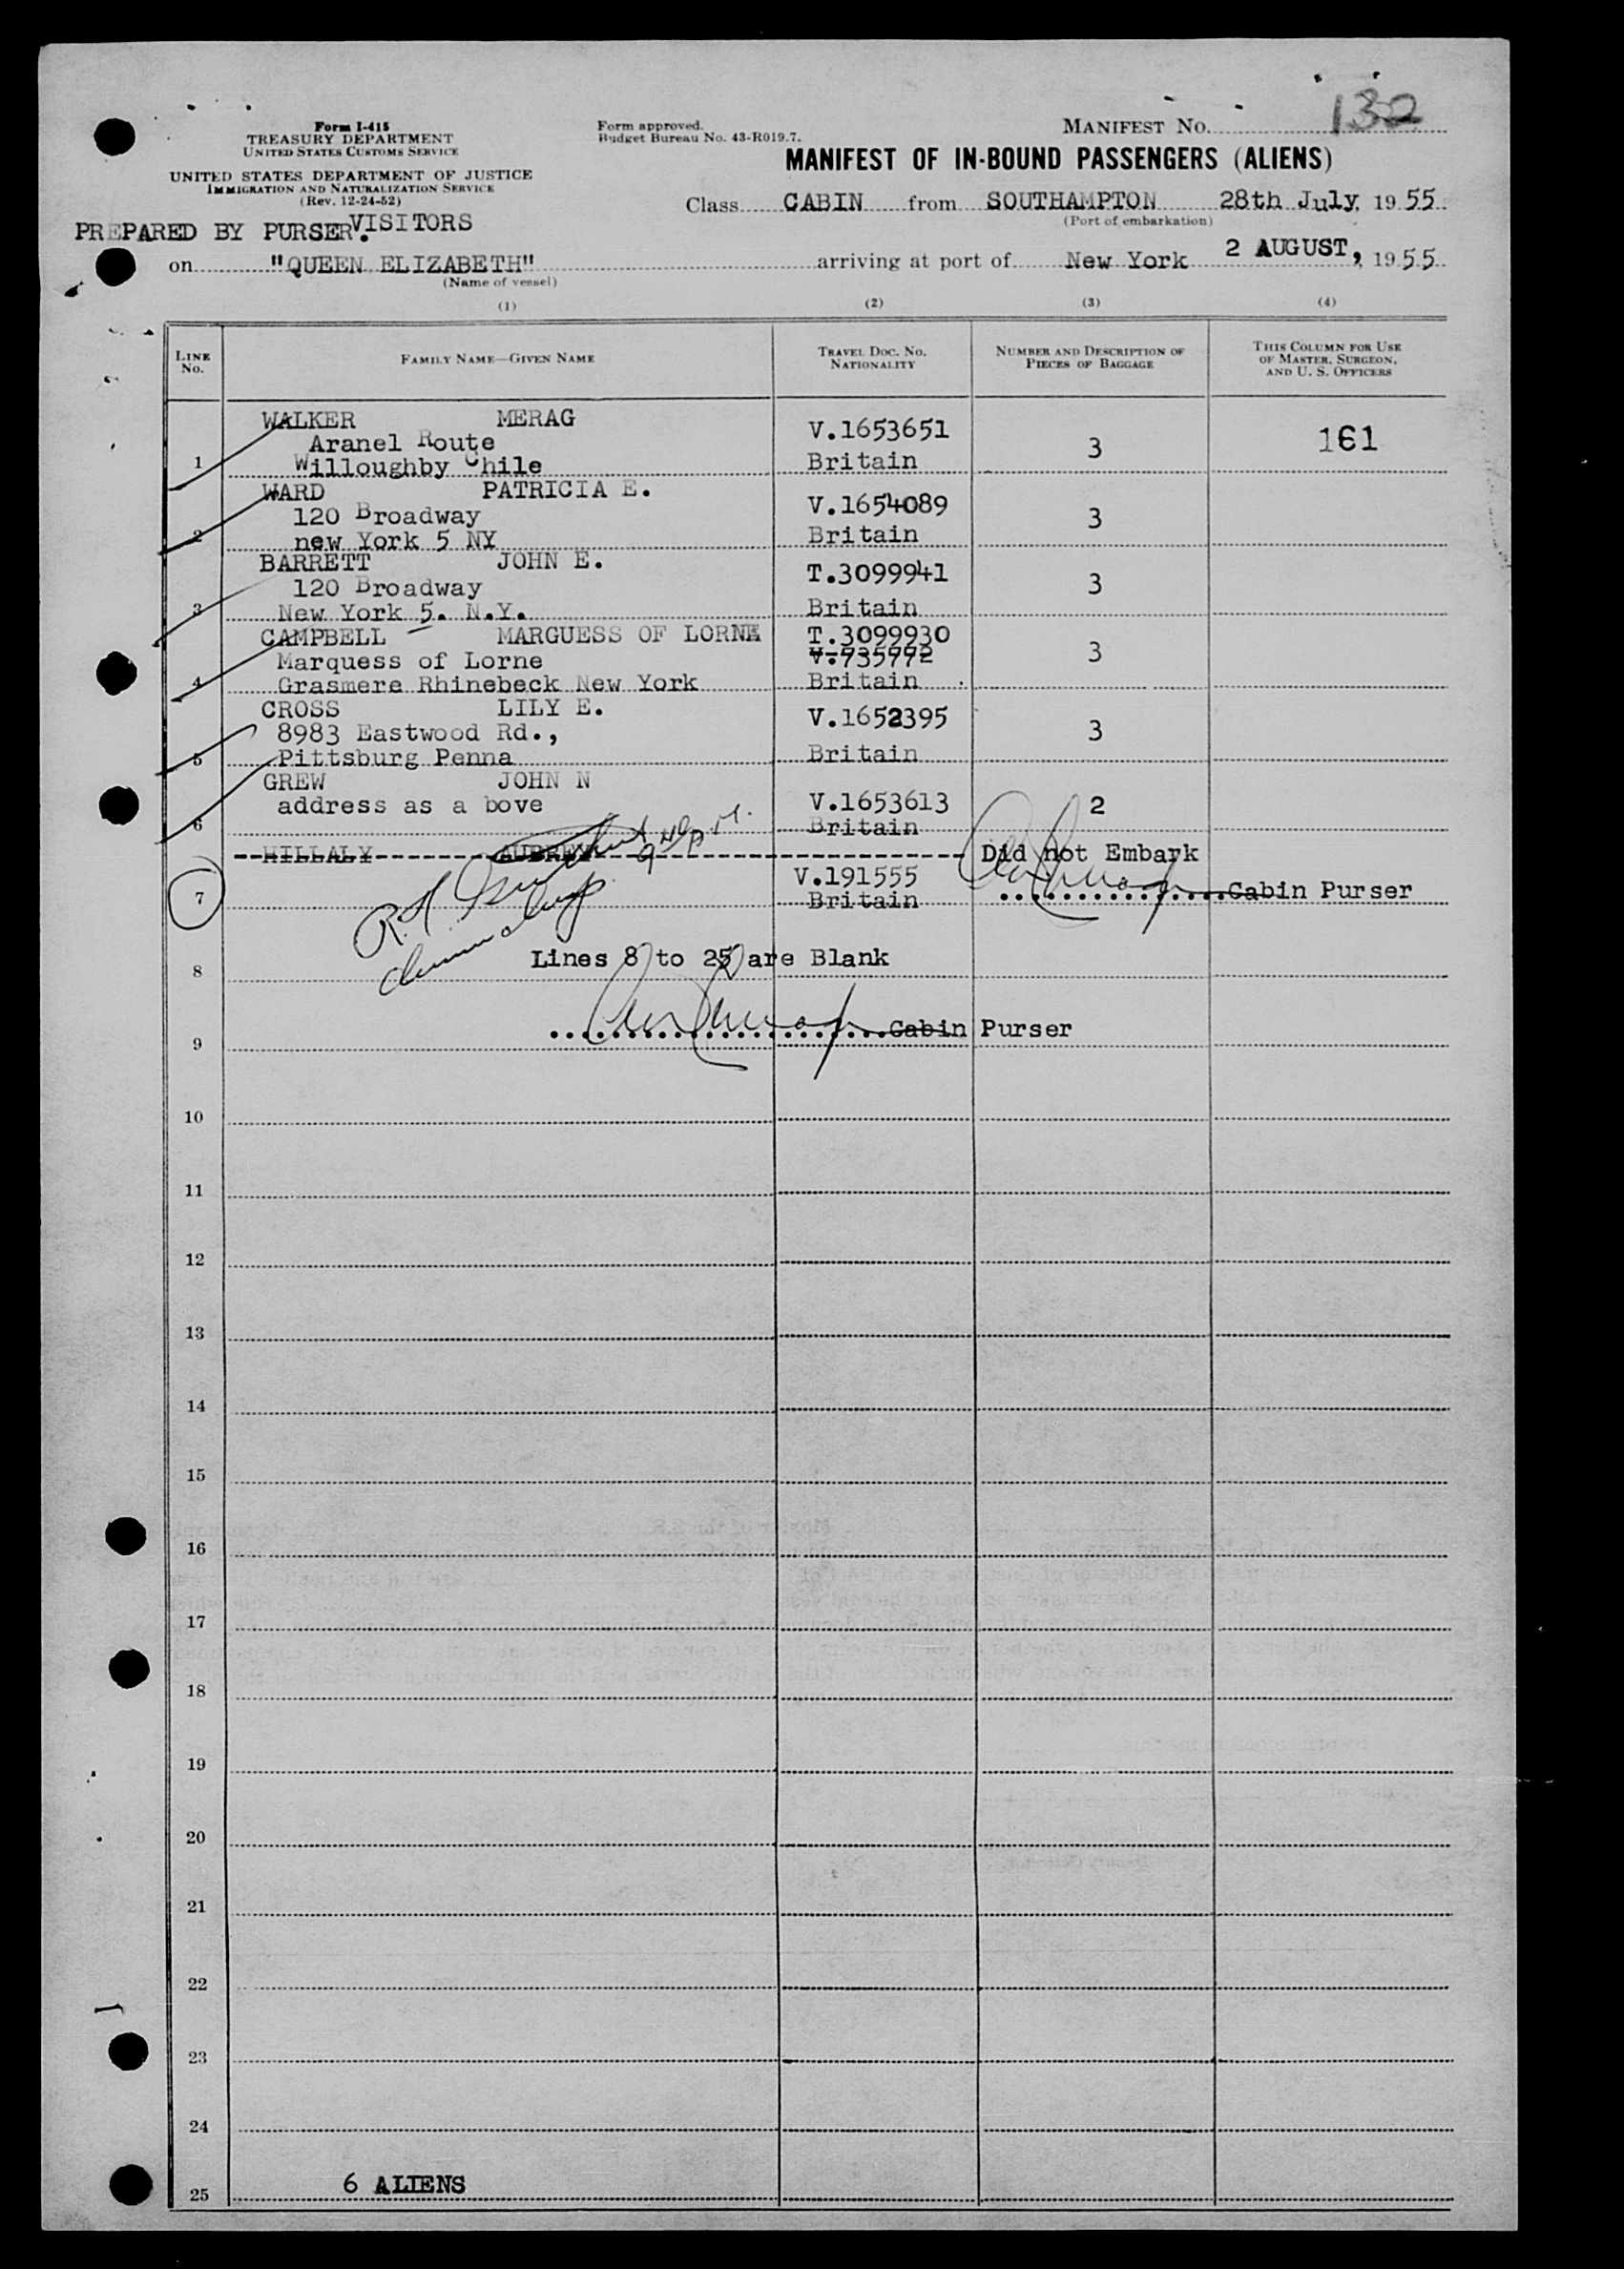 Form I-415
TREASURY DEPARTMENT
UNITED STATES CUSTOMS SERVICE
UNITED STATES DEPARTMENT OF JUSTICE
IMMIGRATION AND NATURALIZATION SERVICE
(Rev. 12-24-52)
Form approved.
Budget Bureau No. 43-R019.7.
MANIFEST NO. 132
MANIFEST OF IN-BOUND PASSENGERS (ALIENS)
Class CABIN from SOUTHAMPTON 28th July, 1955
(Port of embarkation)
PREPARED BY PURSER. VISITORS
on "QUEEN ELIZABETH" arriving at port of New York 2 AUGUST, 1955
(Name of vessel)
(1) (2) (3) (4)
LINE No. FAMILY NAME—GIVEN NAME TRAVEL DOC. NO. NATIONALITY NUMBER AND DESCRIPTION OF PIECES OF BAGGAGE THIS COLUMN FOR USE OF MASTER, SURGEON, AND U. S. OFFICERS
1 WALKER MERAG V.1653651 3 161
Aranel Route
Willoughby Chile Britain
2 WARD PATRICIA E. V.1654089 3
120 Broadway
new York 5 NY Britain
3 BARRETT JOHN E. T.3099941 3
120 Broadway
New York 5. N.Y. Britain
4 CAMPBELL MARGUESS OF LORNE T.3099930 3
Marquess of Lorne V.735772
Grasmere Rhinebeck New York Britain
5 CROSS LILY E. V.1652395 3
8983 Eastwood Rd.,
Pittsburg Penna Britain
6 GREW JOHN N V.1653613 2
address as a bove
Britain
7 HILLALY AUBREY Did not Embark
V.191555
Britain Cabin Purser
8 Lines 8 to 25 are Blank
9 Cabin Purser
10
11
12
13
14
15
16
17
18
19
20
21
22
23
24
25 6 ALIENS